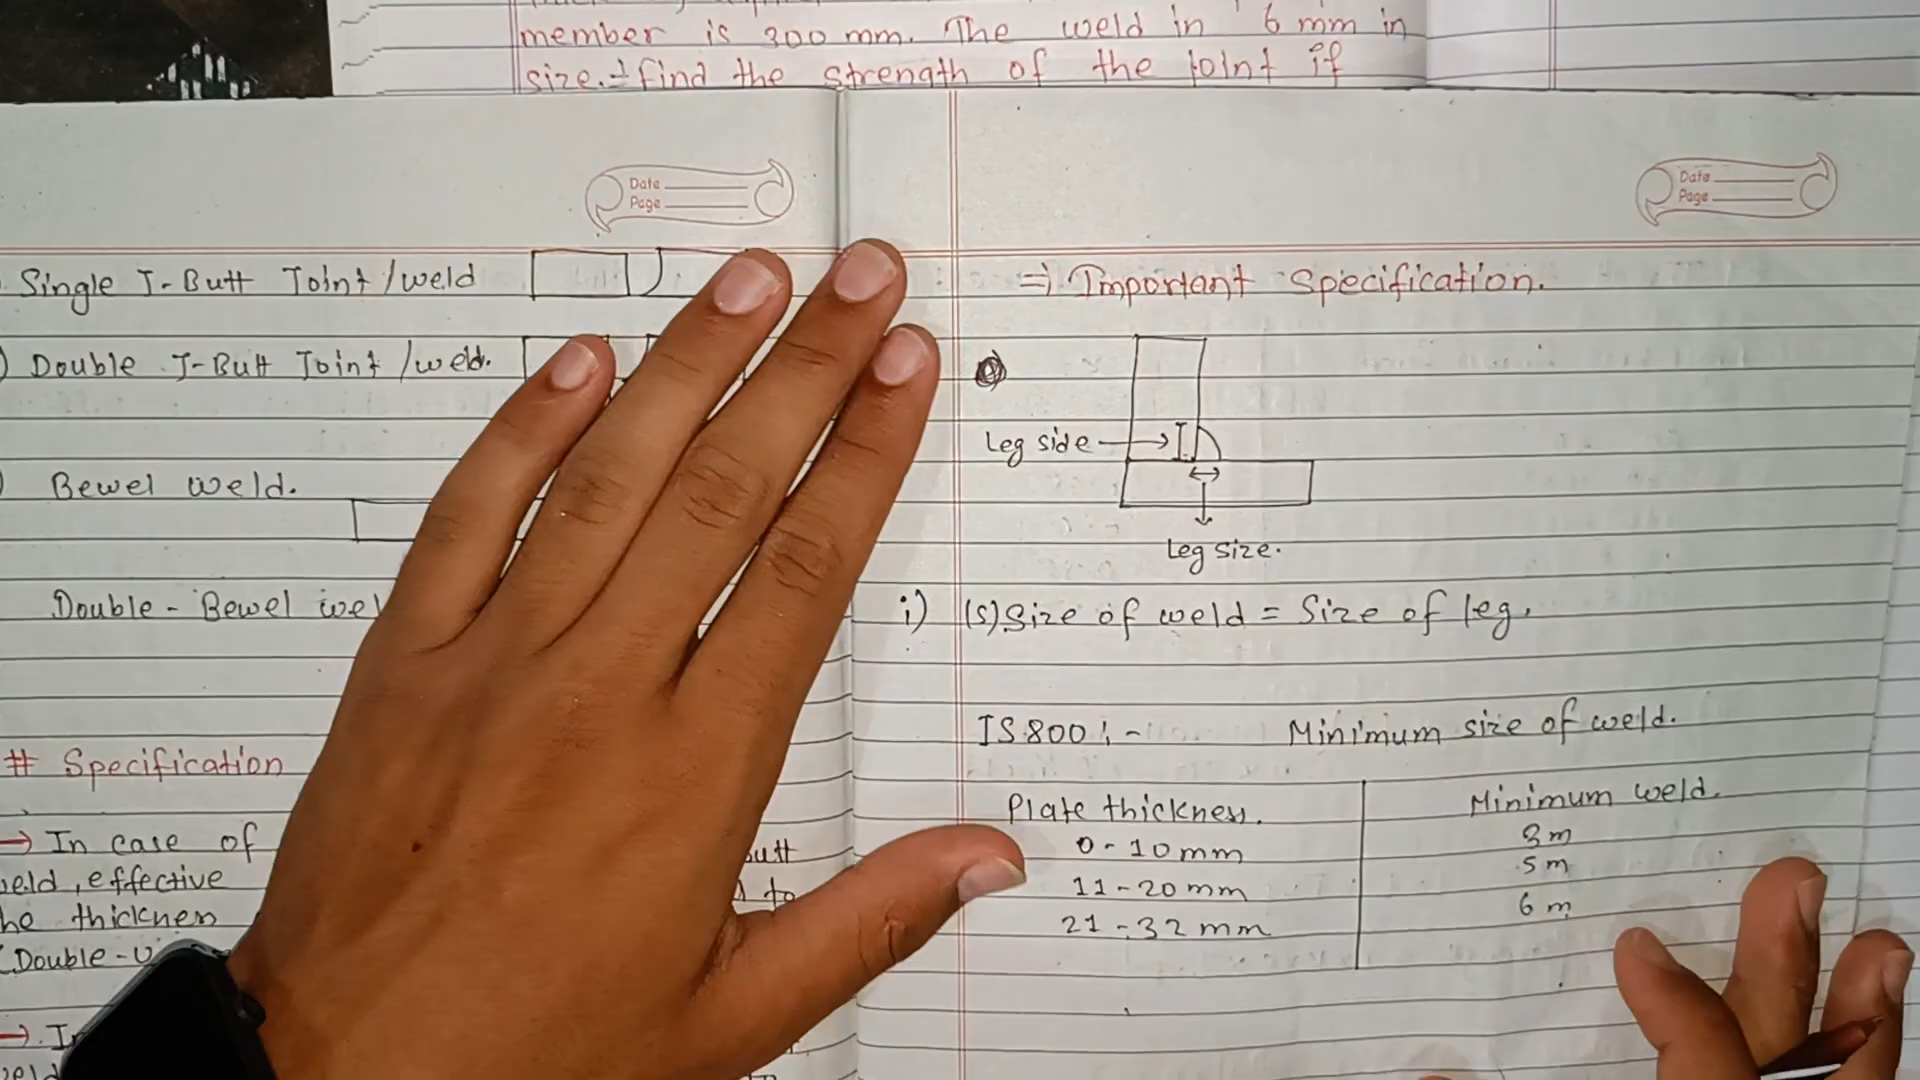 member is 300 mm. The weld in 6 mm in
size. find the strength of the joint if
Date
Page
Single J-Butt Joint/weld
Double J-Butt Joint/weld.
Bewel weld.
Double - Bewel
# Specification
→ In case of
effective
thicknen
(Double-
butt
to
Date
Page
⇒ Important Specification.
Leg side
Leg size.
i) (s) Size of weld = Size of leg.
IS 800 :- Minimum size of weld.
Plate thickness. Minimum weld.
0 - 10 mm 3 m
11 - 20 mm 5 m
21 - 32 mm 6 m